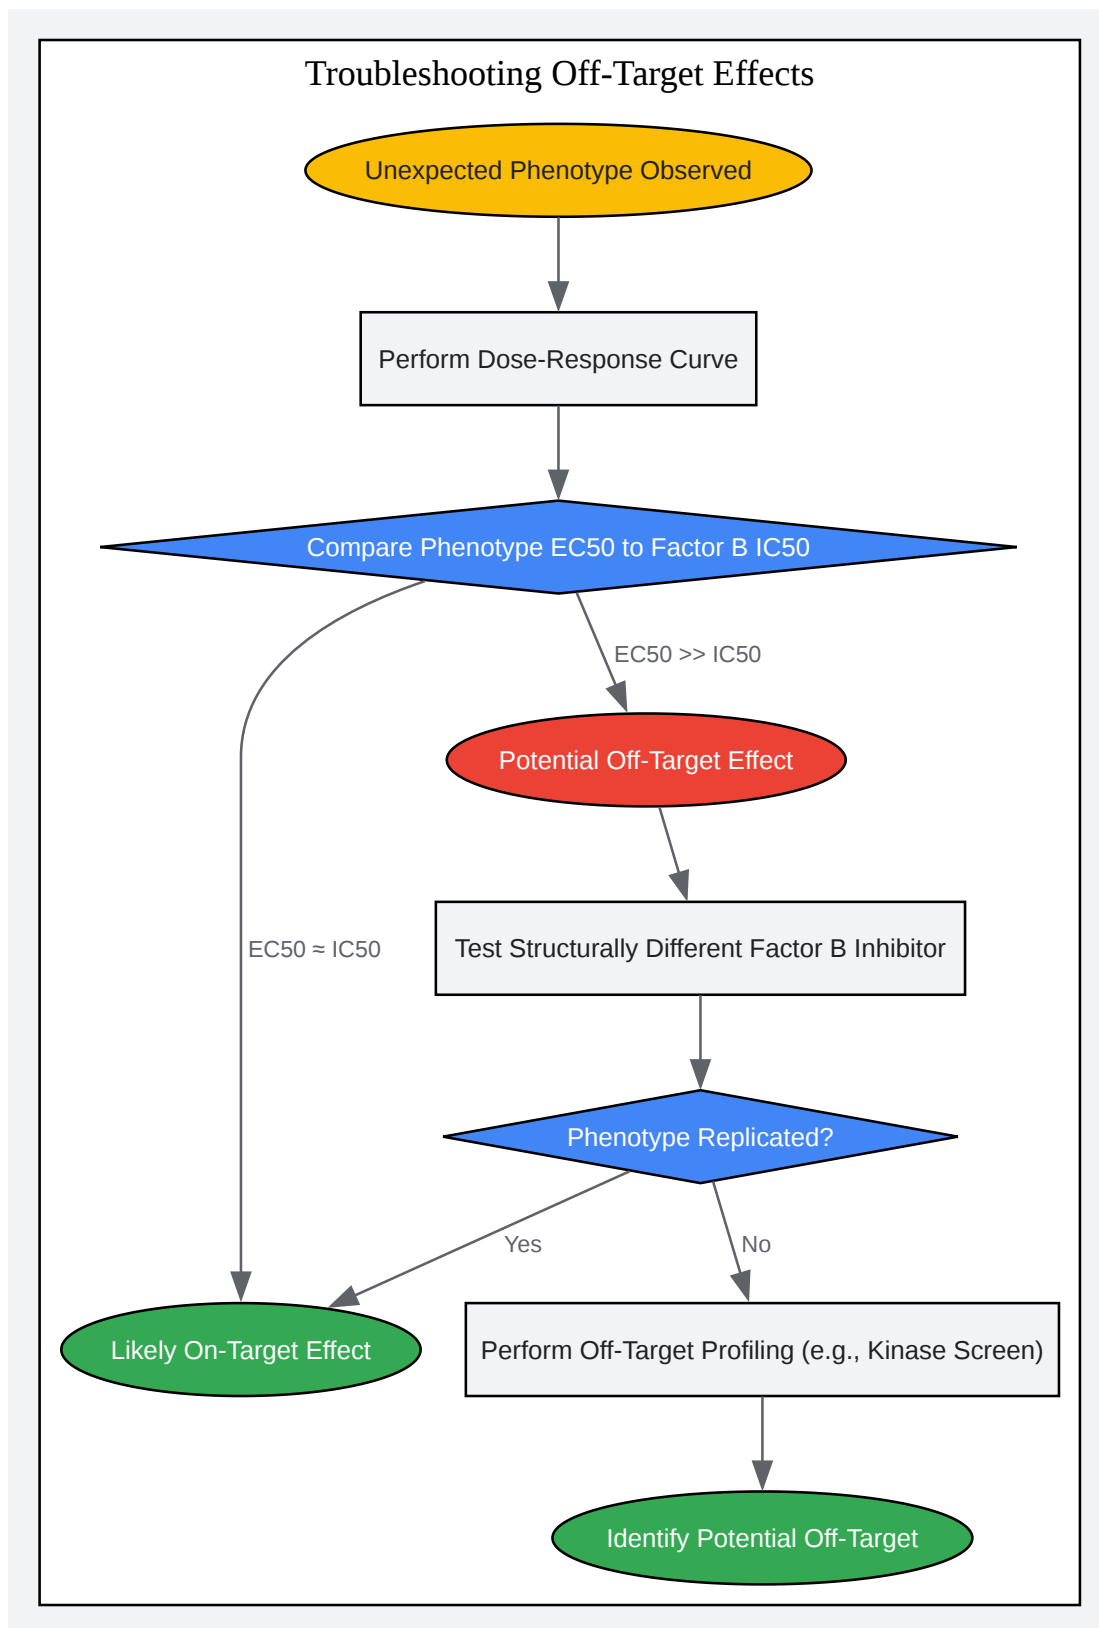 Troubleshooting Off-Target Effects
Unexpected Phenotype Observed
Perform Dose-Response Curve
Compare Phenotype EC50 to Factor B IC50
EC50 >> IC50
Potential Off-Target Effect
EC50 ≈ IC50
Test Structurally Different Factor B Inhibitor
Phenotype Replicated?
Yes
No
Likely On-Target Effect
Perform Off-Target Profiling (e.g., Kinase Screen)
Identify Potential Off-Target